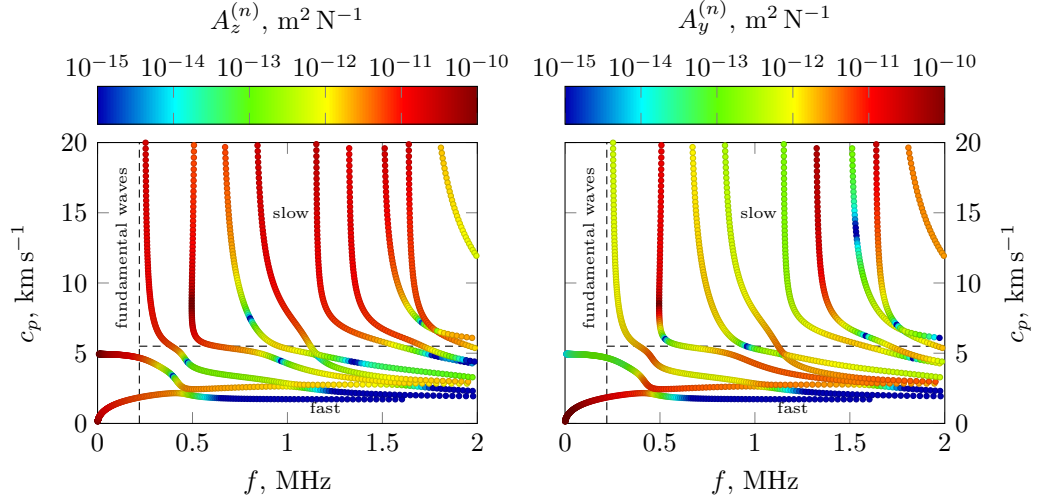 A_z^(n), m² N⁻¹
10⁻¹⁵ 10⁻¹⁴ 10⁻¹³ 10⁻¹² 10⁻¹¹ 10⁻¹⁰
20
15
10
5
0
c_p, km s⁻¹
fundamental waves
slow
fast
0 0.5 1 1.5 2
f, MHz
A_y^(n), m² N⁻¹
10⁻¹⁵ 10⁻¹⁴ 10⁻¹³ 10⁻¹² 10⁻¹¹ 10⁻¹⁰
fundamental waves
slow
fast
20
15
10
5
0
c_p, km s⁻¹
0 0.5 1 1.5 2
f, MHz